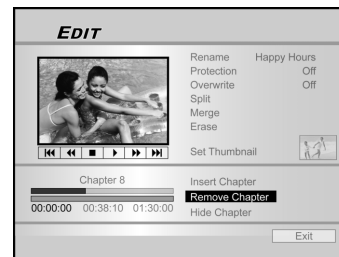 EDIT
Rename Happy Hours
Protection Off
Overwrite Off
Split
Merge
Erase
Set Thumbnail
Chapter 8
00:00:00 00:38:10 01:30:00
Insert Chapter
Remove Chapter
Hide Chapter
Exit